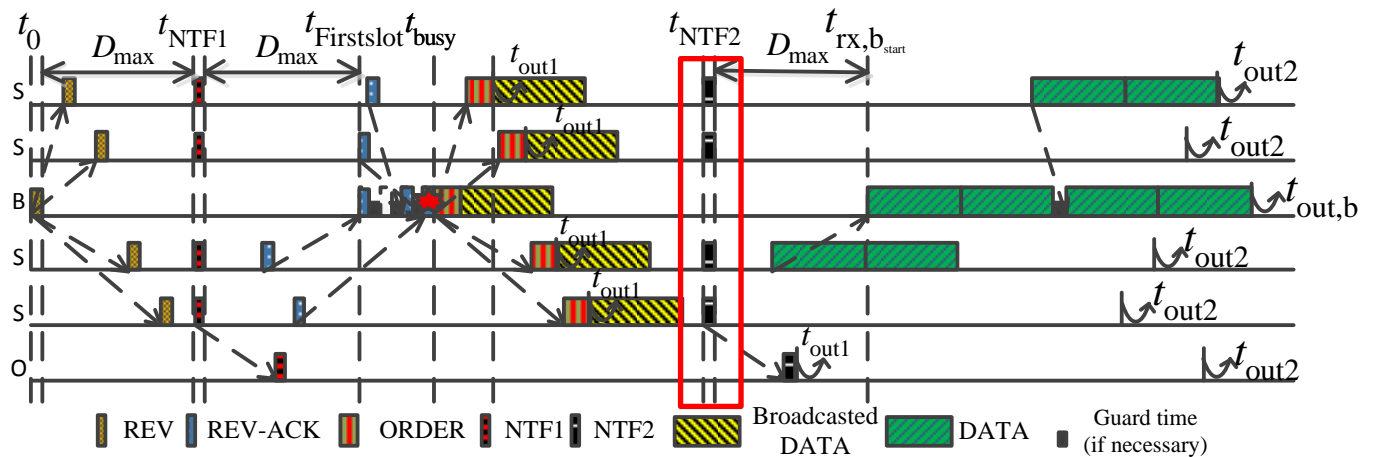 t0 Dmax tNTF1 Dmax tFirstslot tbusy tNTF2 Dmax trx,bstart
S tout1 tout2
S tout1 tout2
B tout,b
S tout1 tout2
S tout1 tout2
O tout1 tout2
REV REV-ACK ORDER NTF1 NTF2 Broadcasted DATA DATA Guard time
(if necessary)